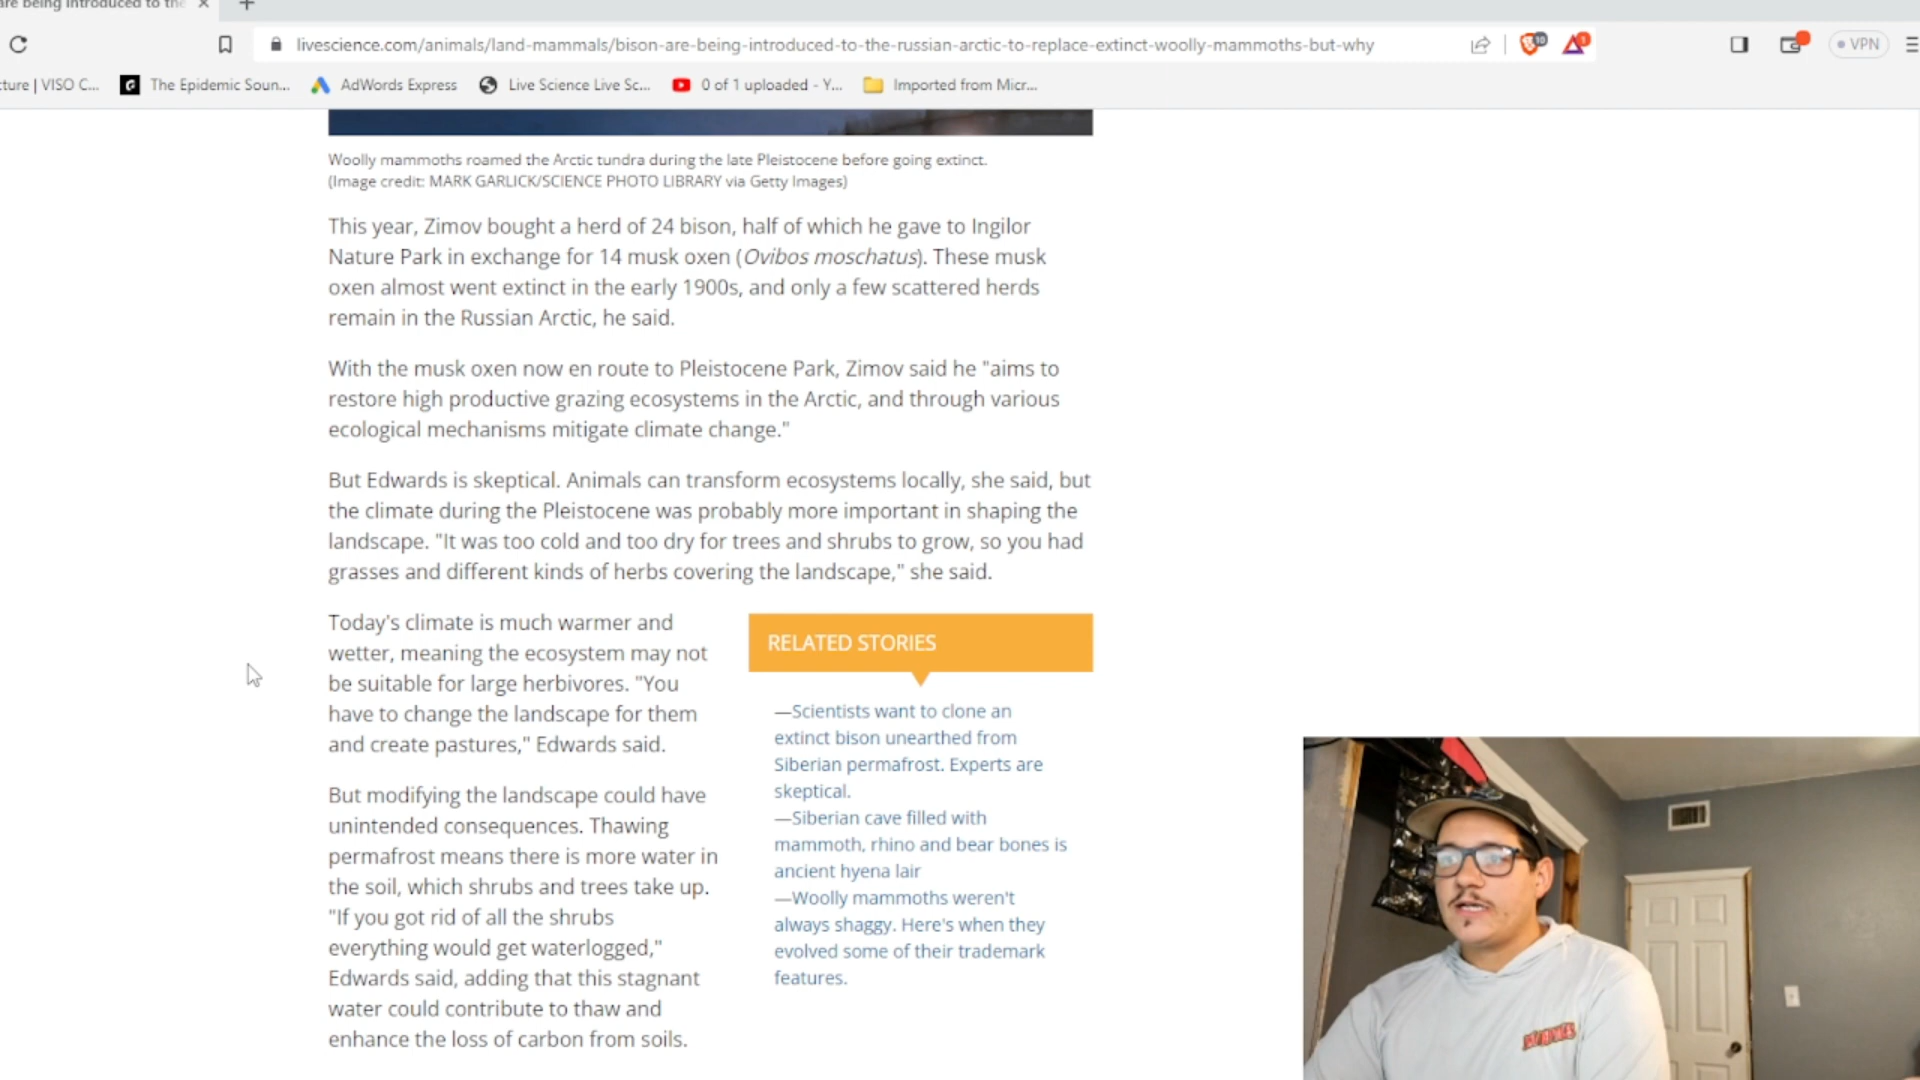 are being introduced to the
livescience.com/animals/land-mammals/bison-are-being-introduced-to-the-russian-arctic-to-replace-extinct-woolly-mammoths-but-why
10
1
VPN
cture | VISO C...
The Epidemic Soun...
AdWords Express
Live Science Live Sc...
0 of 1 uploaded - Y...
Imported from Micr...
Woolly mammoths roamed the Arctic tundra during the late Pleistocene before going extinct.
(Image credit: MARK GARLICK/SCIENCE PHOTO LIBRARY via Getty Images)
This year, Zimov bought a herd of 24 bison, half of which he gave to Ingilor
Nature Park in exchange for 14 musk oxen (Ovibos moschatus). These musk
oxen almost went extinct in the early 1900s, and only a few scattered herds
remain in the Russian Arctic, he said.
With the musk oxen now en route to Pleistocene Park, Zimov said he "aims to
restore high productive grazing ecosystems in the Arctic, and through various
ecological mechanisms mitigate climate change."
But Edwards is skeptical. Animals can transform ecosystems locally, she said, but
the climate during the Pleistocene was probably more important in shaping the
landscape. "It was too cold and too dry for trees and shrubs to grow, so you had
grasses and different kinds of herbs covering the landscape," she said.
Today's climate is much warmer and
wetter, meaning the ecosystem may not
be suitable for large herbivores. "You
have to change the landscape for them
and create pastures," Edwards said.
But modifying the landscape could have
unintended consequences. Thawing
permafrost means there is more water in
the soil, which shrubs and trees take up.
"If you got rid of all the shrubs
everything would get waterlogged,"
Edwards said, adding that this stagnant
water could contribute to thaw and
enhance the loss of carbon from soils.
RELATED STORIES
—Scientists want to clone an
extinct bison unearthed from
Siberian permafrost. Experts are
skeptical.
—Siberian cave filled with
mammoth, rhino and bear bones is
ancient hyena lair
—Woolly mammoths weren't
always shaggy. Here's when they
evolved some of their trademark
features.